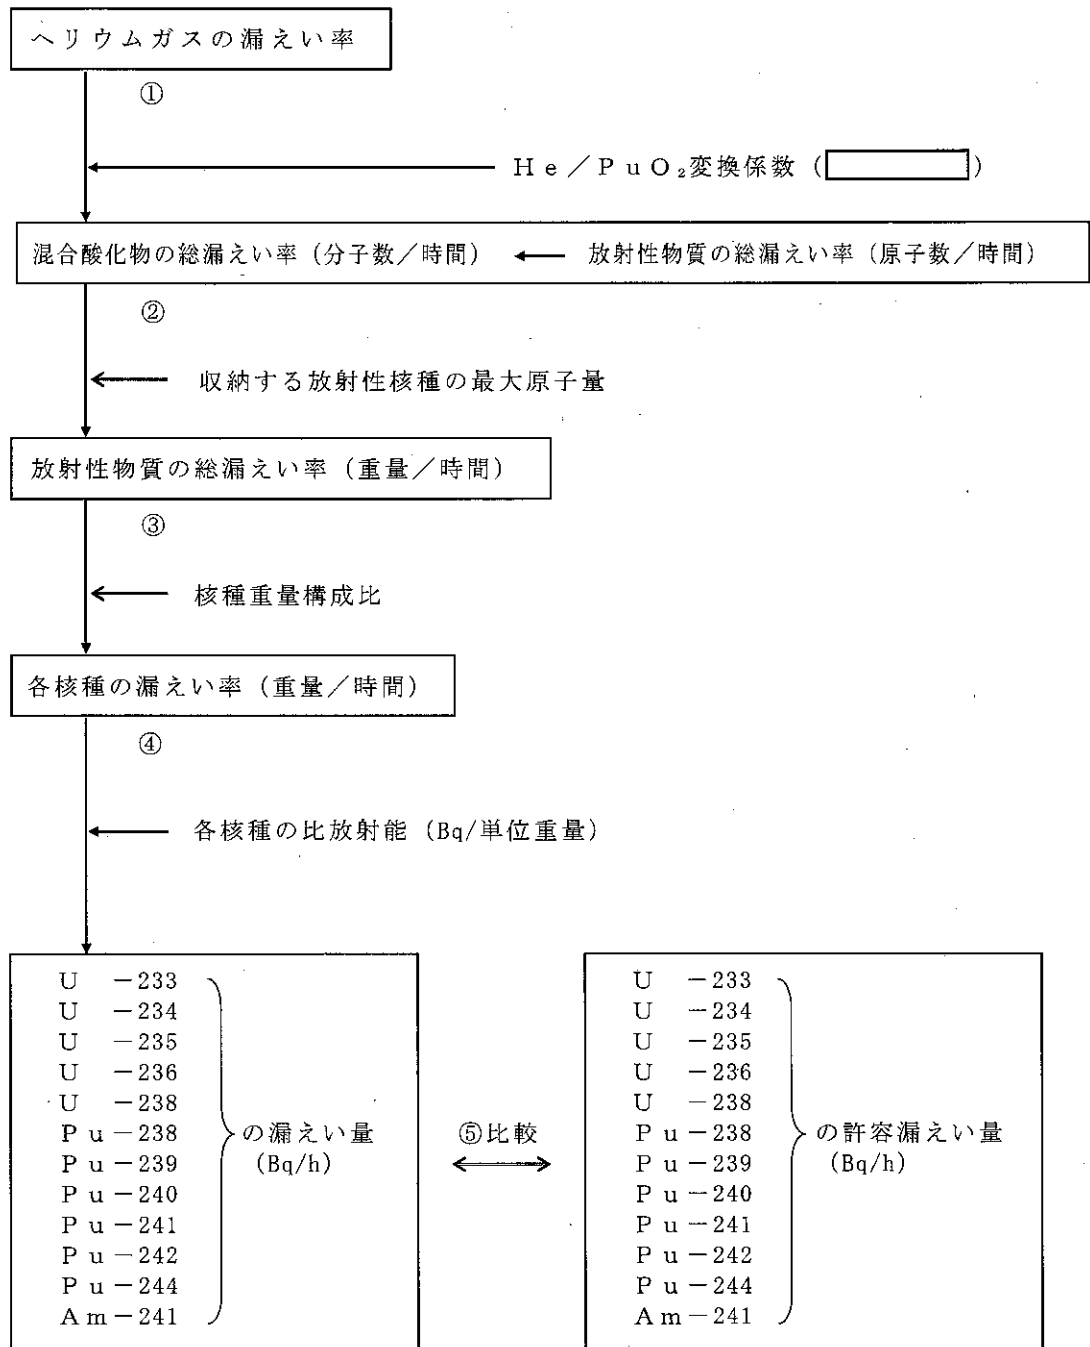 ヘリウムガスの漏えい率
①
He/PuO₂変換係数( )
混合酸化物の総漏えい率(分子数/時間) ← 放射性物質の総漏えい率(原子数/時間)
②
収納する放射性核種の最大原子量
放射性物質の総漏えい率(重量/時間)
③
核種重量構成比
各核種の漏えい率(重量/時間)
④
各核種の比放射能(Bq/単位重量)
U -233
U -234
U -235
U -236
U -238
Pu-238
Pu-239
Pu-240
Pu-241
Pu-242
Pu-244
Am-241
の漏えい量
(Bq/h)
⑤比較
U -233
U -234
U -235
U -236
U -238
Pu-238
Pu-239
Pu-240
Pu-241
Pu-242
Pu-244
Am-241
の許容漏えい量
(Bq/h)